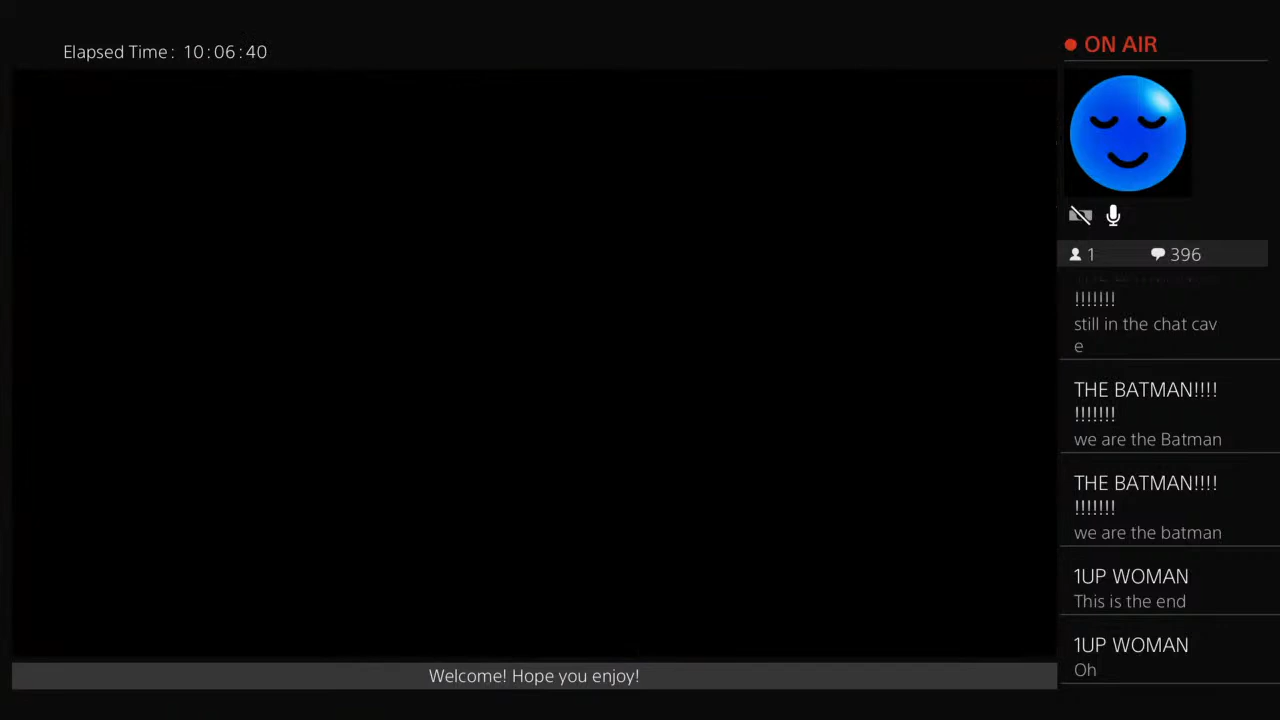 Elapsed Time: 10:06:40
ON AIR
1 396
!!!!!!!
still in the chat cav
e
THE BATMAN!!!!
!!!!!!!
we are the Batman
THE BATMAN!!!!
!!!!!!!
we are the batman
1UP WOMAN
This is the end
1UP WOMAN
Oh
Welcome! Hope you enjoy!